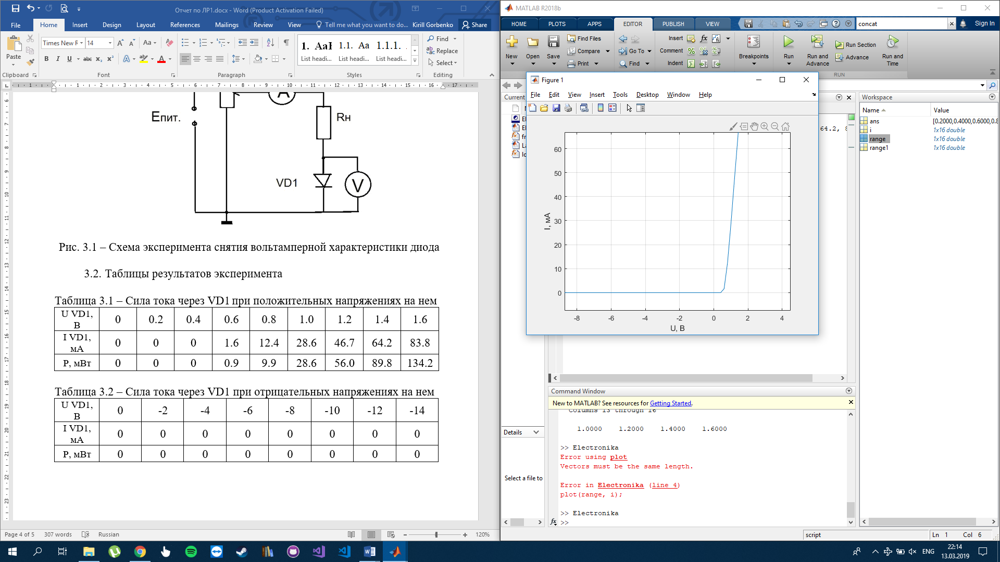 Отчет по ЛР1.docx - Word (Product Activation Failed)
File Home Insert Design Layout References Mailings Review View Tell me what you want to do... Kirill Gorbenko Share
Paste
Times New R 14
1. AaI 1.1. Aa 1.1.1. .
List headi... List headi... List headi...
Find
Replace
Select
Clipboard Font Paragraph Styles Editing
A
Eпит.
Rн
VD1
V
Рис. 3.1 – Схема эксперимента снятия вольтамперной характеристики диода
3.2. Таблицы результатов эксперимента
Таблица 3.1 – Сила тока через VD1 при положительных напряжениях на нем
U VD1, В 0 0.2 0.4 0.6 0.8 1.0 1.2 1.4 1.6
I VD1, мА 0 0 0 1.6 12.4 28.6 46.7 64.2 83.8
P, мВт 0 0 0 0.9 9.9 28.6 56.0 89.8 134.2
Таблица 3.2 – Сила тока через VD1 при отрицательных напряжениях на нем
U VD1, В 0 -2 -4 -6 -8 -10 -12 -14
I VD1, мА 0 0 0 0 0 0 0 0
P, мВт 0 0 0 0 0 0 0 0
Page 4 of 5 307 words Russian 120%
MATLAB R2018b
HOME PLOTS APPS EDITOR PUBLISH VIEW concat Sign In
New Open Save
Find Files
Compare
Print
Go To
Find
Insert
Comment
Indent
Breakpoints
Run
Run and Advance
Run Section
Advance
Run and Time
RUN
Current
Figure 1
File Edit View Insert Tools Desktop Window Help
60
50
40
30
20
10
0
I, мА
-8 -6 -4 -2 0 2 4
U, В
64.2, 8
Workspace
Name Value
ans [0.2000,0.4000,0.6000,0.8
i 1x16 double
range 1x16 double
range1 1x16 double
Details
Select a file to
Command Window
New to MATLAB? See resources for Getting Started.
Columns 13 through 16
1.0000 1.2000 1.4000 1.6000
>> Electronika
Error using plot
Vectors must be the same length.
Error in Electronika (line 4)
plot(range, i);
>> Electronika
fx >>
script Ln 1 Col 6
ENG 22:14
13.03.2019